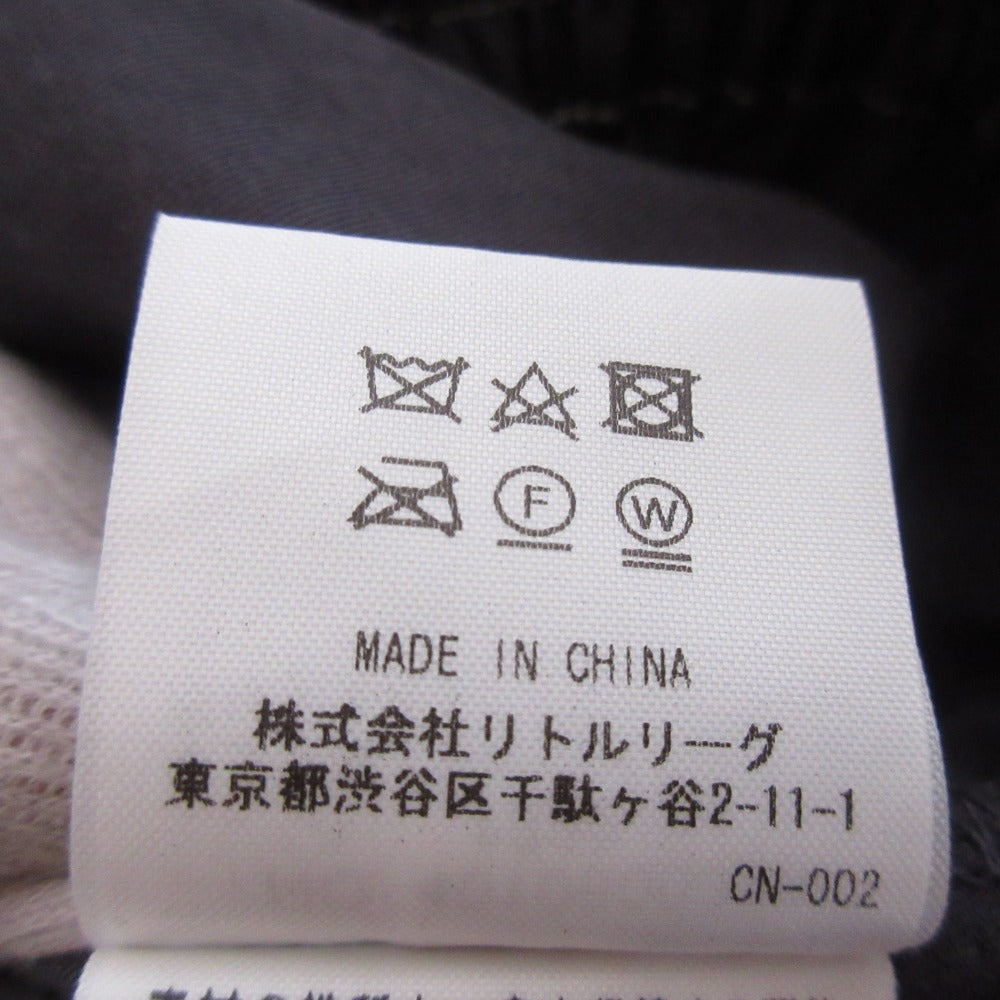 F W
MADE IN CHINA
株式会社リトルリーグ
東京都渋谷区千駄ヶ谷2-11-1
CN-002